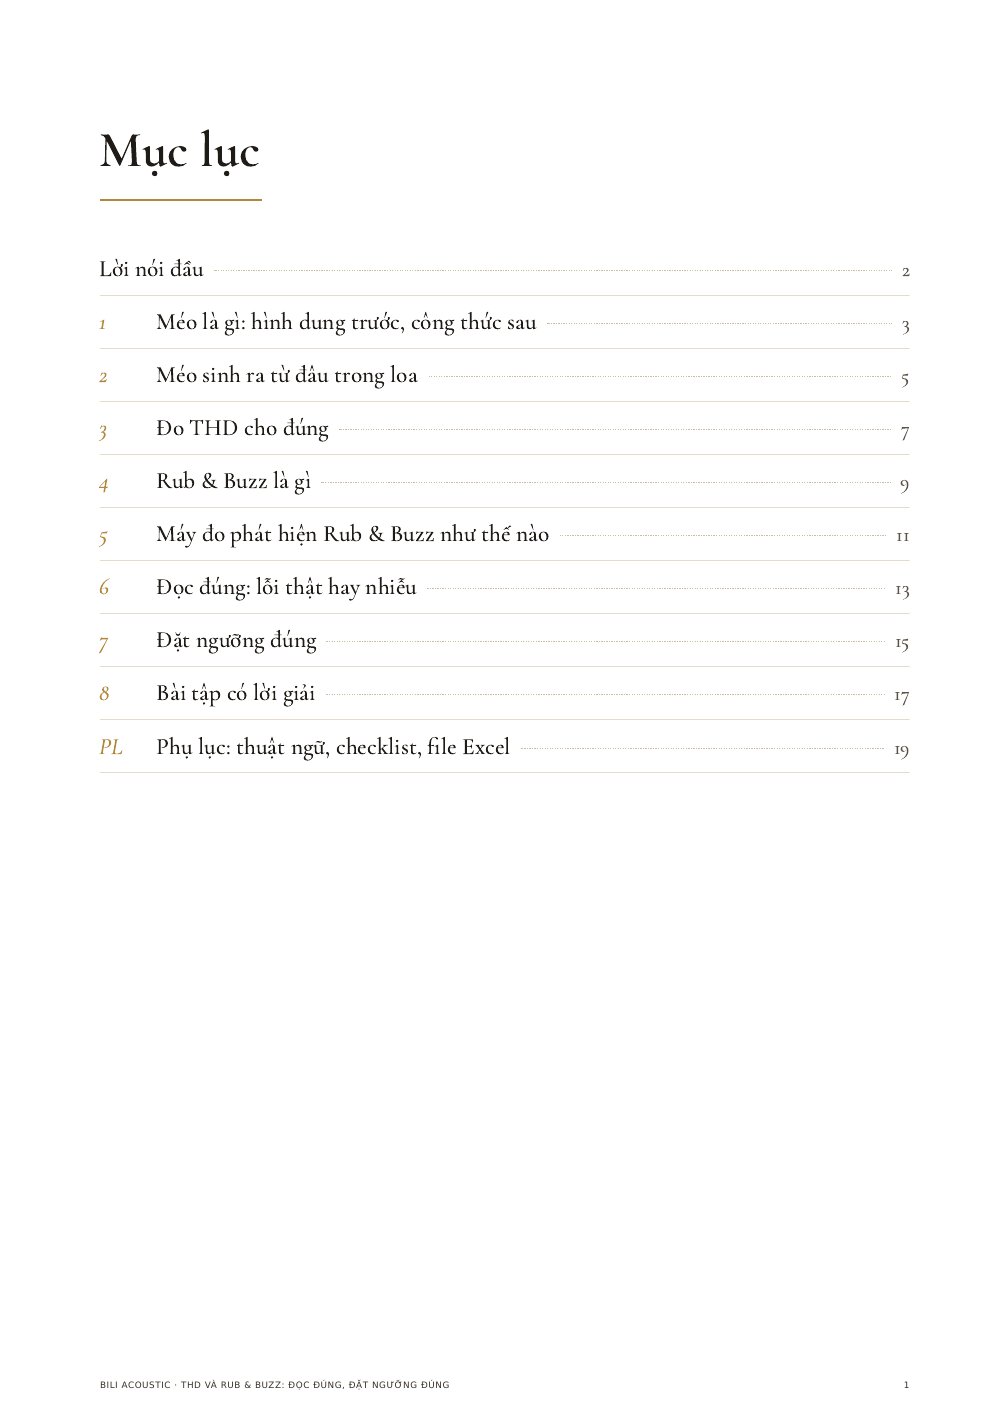 Mục lục
Lời nói đầu 2
1 Méo là gì: hình dung trước, công thức sau 3
2 Méo sinh ra từ đâu trong loa 5
3 Đo THD cho đúng 7
4 Rub & Buzz là gì 9
5 Máy đo phát hiện Rub & Buzz như thế nào 11
6 Đọc đúng: lỗi thật hay nhiễu 13
7 Đặt ngưỡng đúng 15
8 Bài tập có lời giải 17
PL Phụ lục: thuật ngữ, checklist, file Excel 19
BILI ACOUSTIC · THD VÀ RUB & BUZZ: ĐỌC ĐÚNG, ĐẶT NGƯỠNG ĐÚNG 1